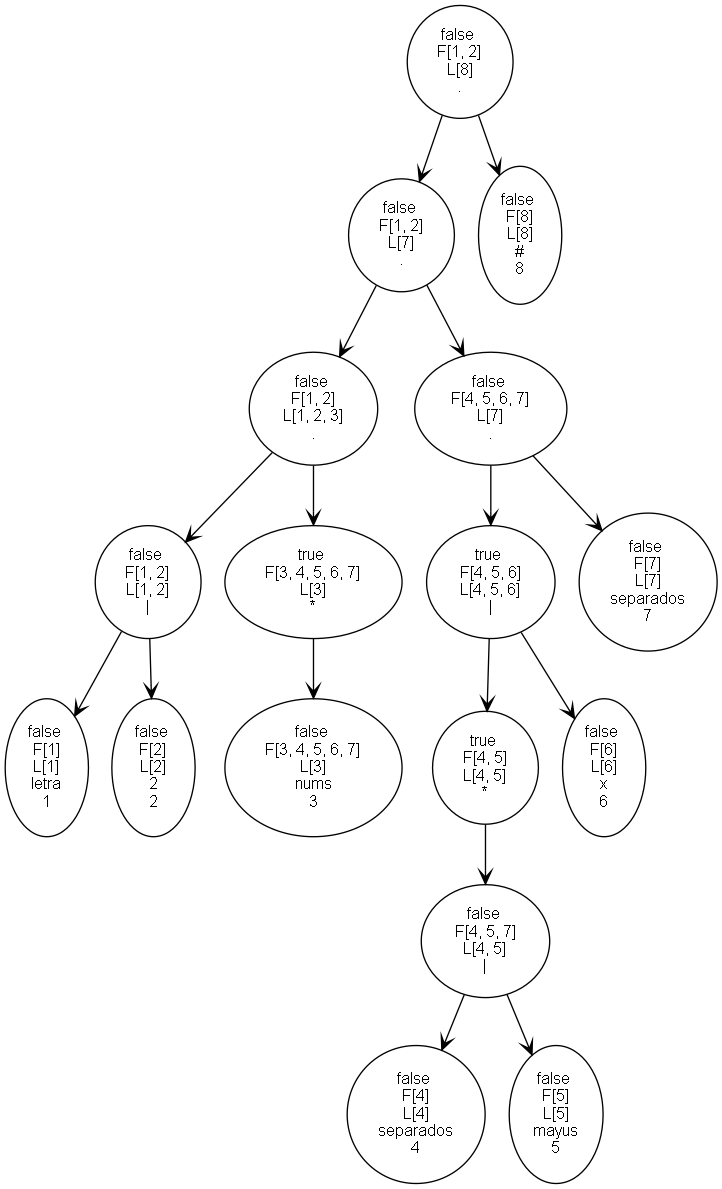 false
F[1, 2]
L[8]
.
false
F[1, 2]
L[7]
.
false
F[8]
L[8]
#
8
false
F[1, 2]
L[1, 2, 3]
.
false
F[4, 5, 6, 7]
L[7]
.
false
F[1, 2]
L[1, 2]
|
true
F[3, 4, 5, 6, 7]
L[3]
*
true
F[4, 5, 6]
L[4, 5, 6]
|
false
F[7]
L[7]
separados
7
false
F[1]
L[1]
letra
1
false
F[2]
L[2]
2
2
false
F[3, 4, 5, 6, 7]
L[3]
nums
3
true
F[4, 5]
L[4, 5]
*
false
F[6]
L[6]
x
6
false
F[4, 5, 7]
L[4, 5]
|
false
F[4]
L[4]
separados
4
false
F[5]
L[5]
mayus
5